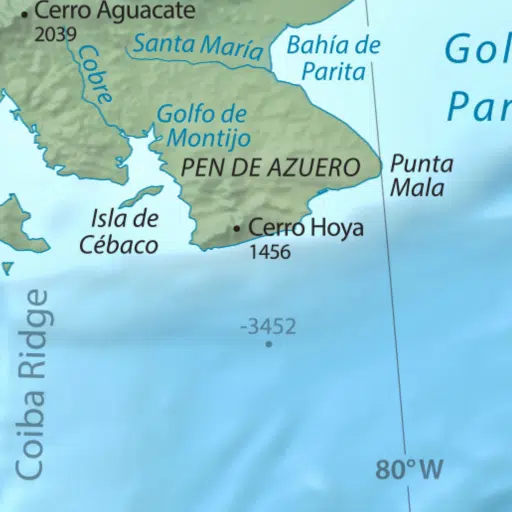 Cerro Aguacate
2039
Cobre
Santa María
Bahía de
Parita
Gol
Par
Golfo de
Montijo
PEN DE AZUERO
Punta
Mala
Isla de
Cébaco
Cerro Hoya
1456
-3452
Coiba Ridge
80°W